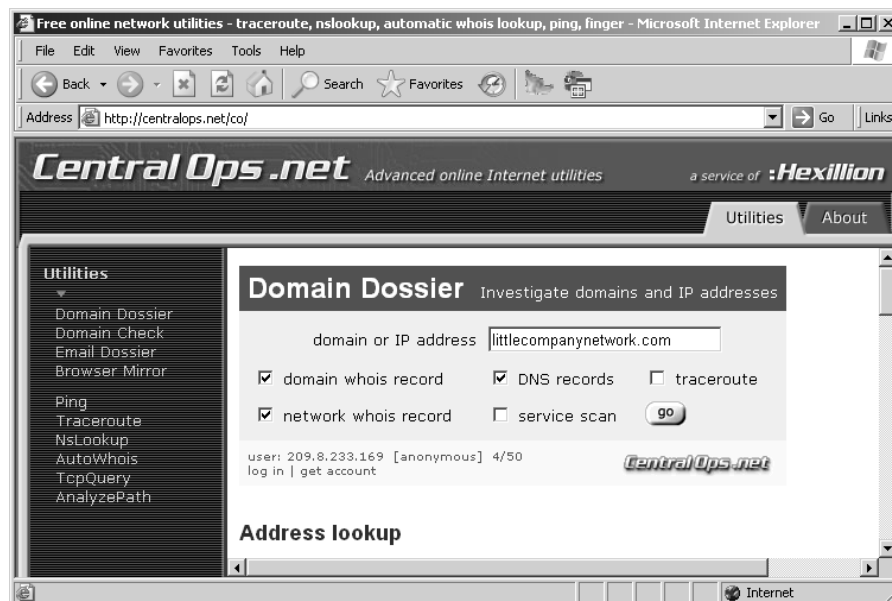 Free online network utilities - traceroute, nslookup, automatic whois lookup, ping, finger - Microsoft Internet Explorer
File Edit View Favorites Tools Help
Back Search Favorites
Address http://centralops.net/co/ Go Links
Central Ops .net Advanced online Internet utilities a service of :Hexillion
Utilities About
Utilities
Domain Dossier
Domain Check
Email Dossier
Browser Mirror
Ping
Traceroute
NsLookup
AutoWhois
TcpQuery
AnalyzePath
Domain Dossier Investigate domains and IP addresses
domain or IP address littlecompanynetwork.com
domain whois record DNS records traceroute
network whois record service scan go
user: 209.8.233.169 [anonymous] 4/50
log in | get account
CentralOps.net
Address lookup
Internet